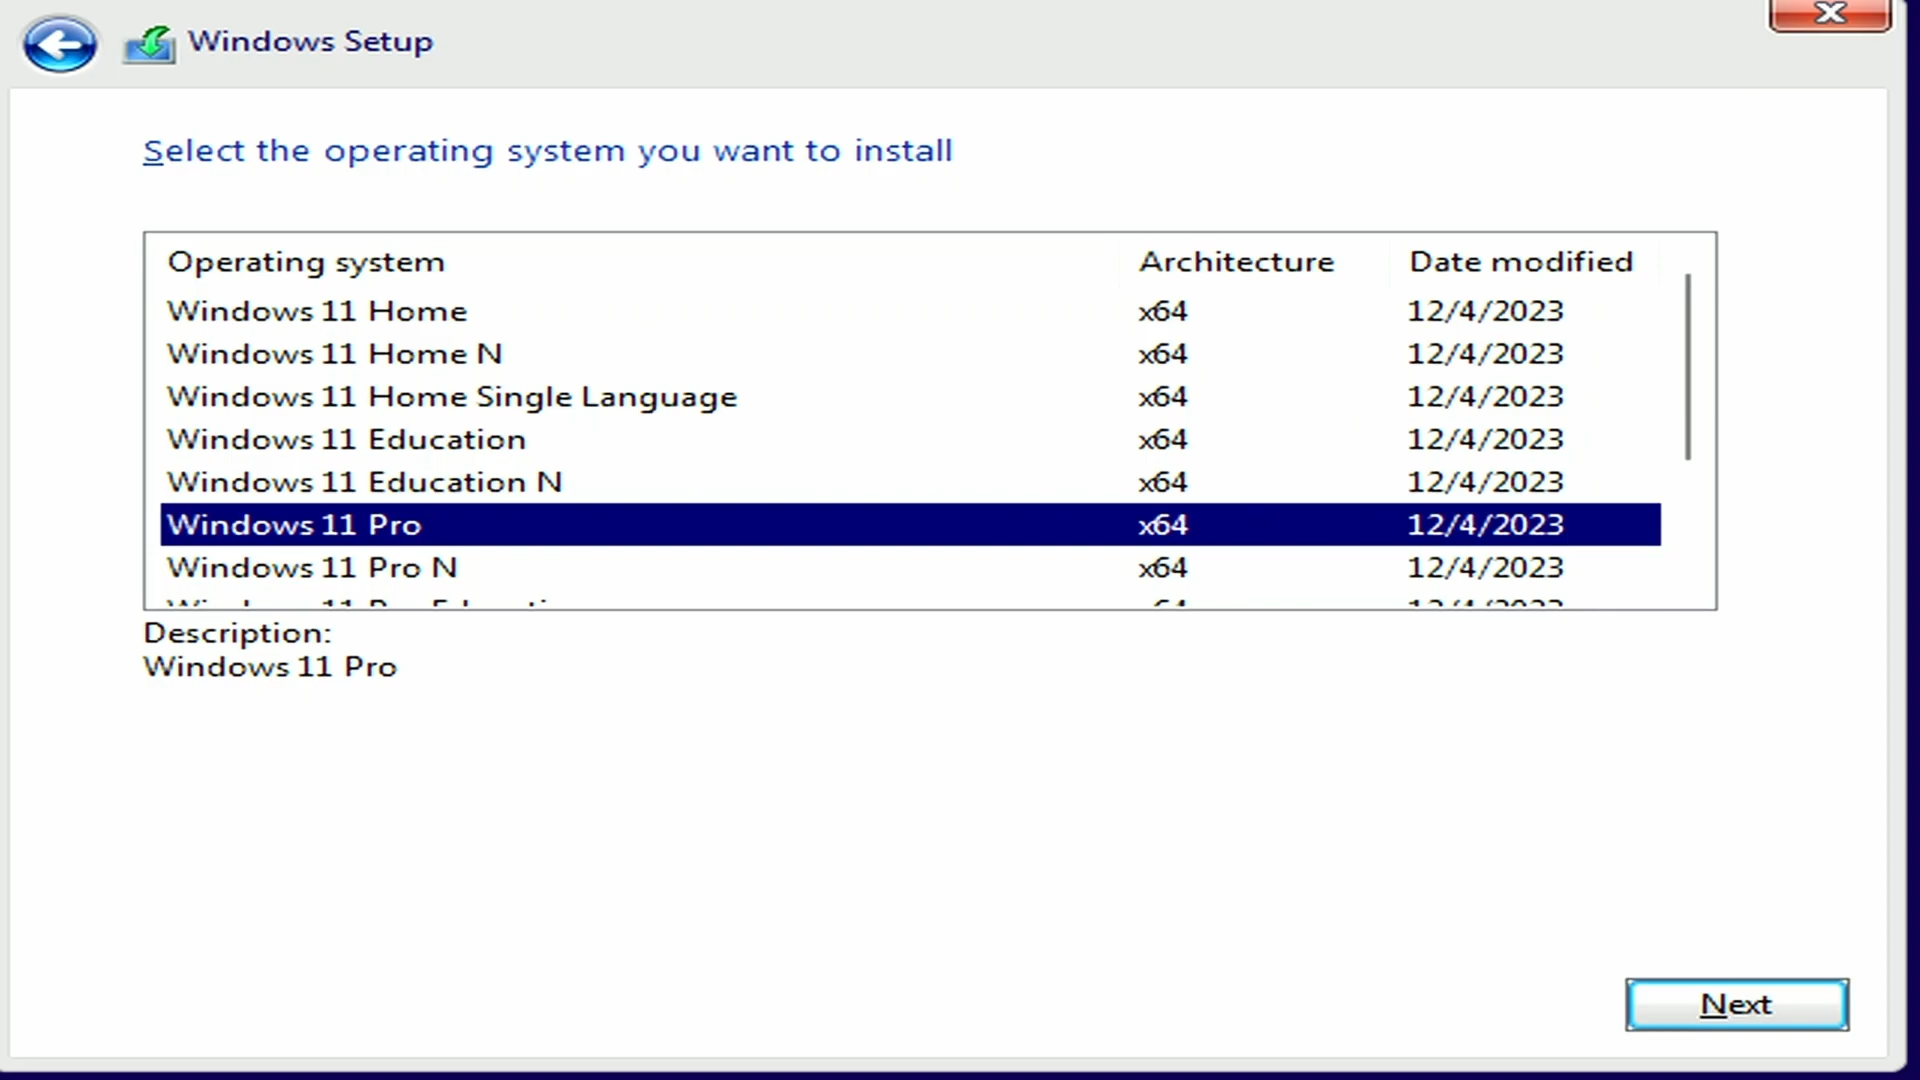 Windows Setup
Select the operating system you want to install
Operating system Architecture Date modified
Windows 11 Home x64 12/4/2023
Windows 11 Home N x64 12/4/2023
Windows 11 Home Single Language x64 12/4/2023
Windows 11 Education x64 12/4/2023
Windows 11 Education N x64 12/4/2023
Windows 11 Pro x64 12/4/2023
Windows 11 Pro N x64 12/4/2023
Description:
Windows 11 Pro
Next